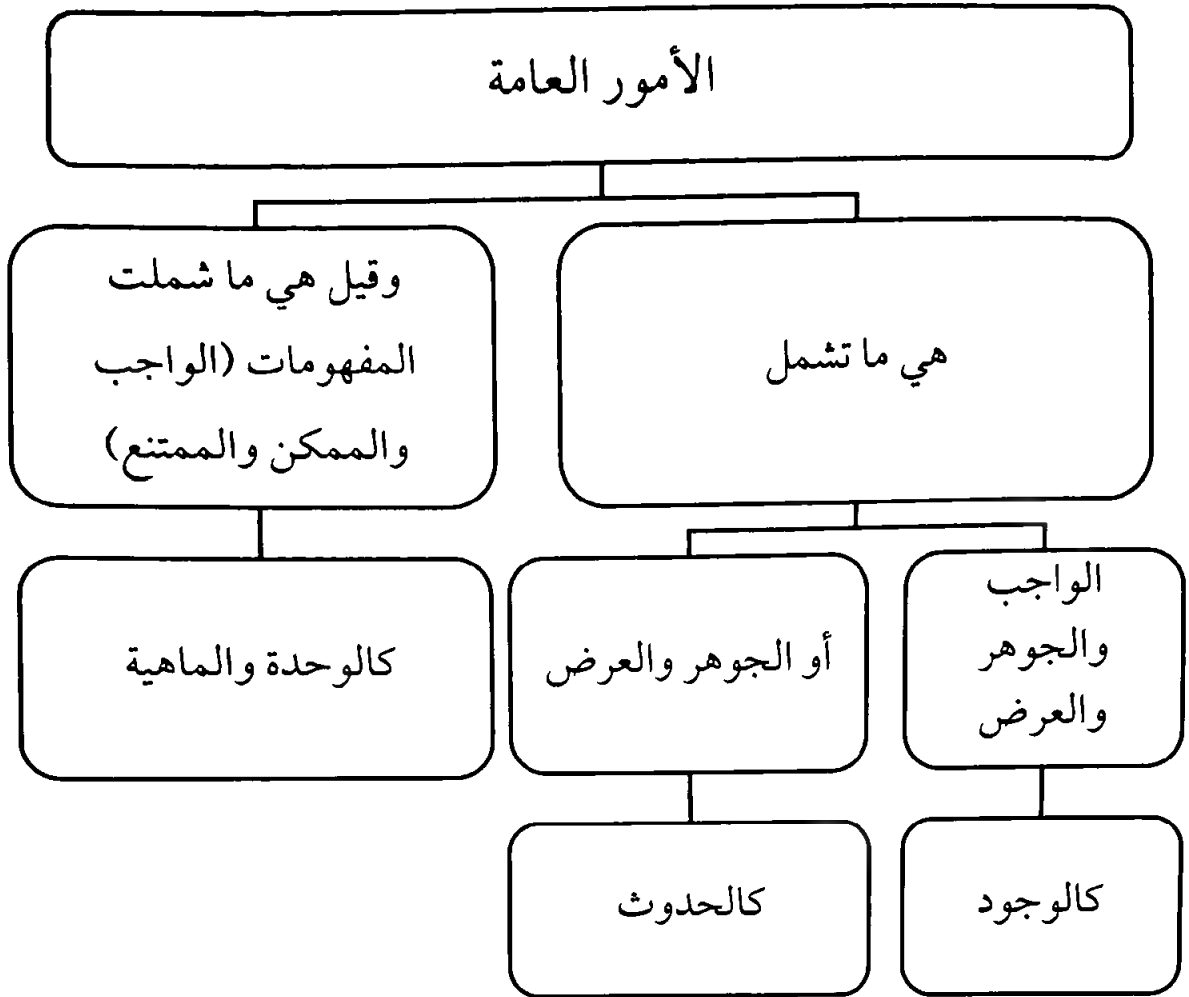 الأمور العامة
هي ما تشمل
وقيل هي ما شملت
المفهومات (الواجب
والممكن والممتنع)
الواجب
والجوهر
والعرض
أو الجوهر والعرض
كالوحدة والماهية
كالوجود
كالحدوث